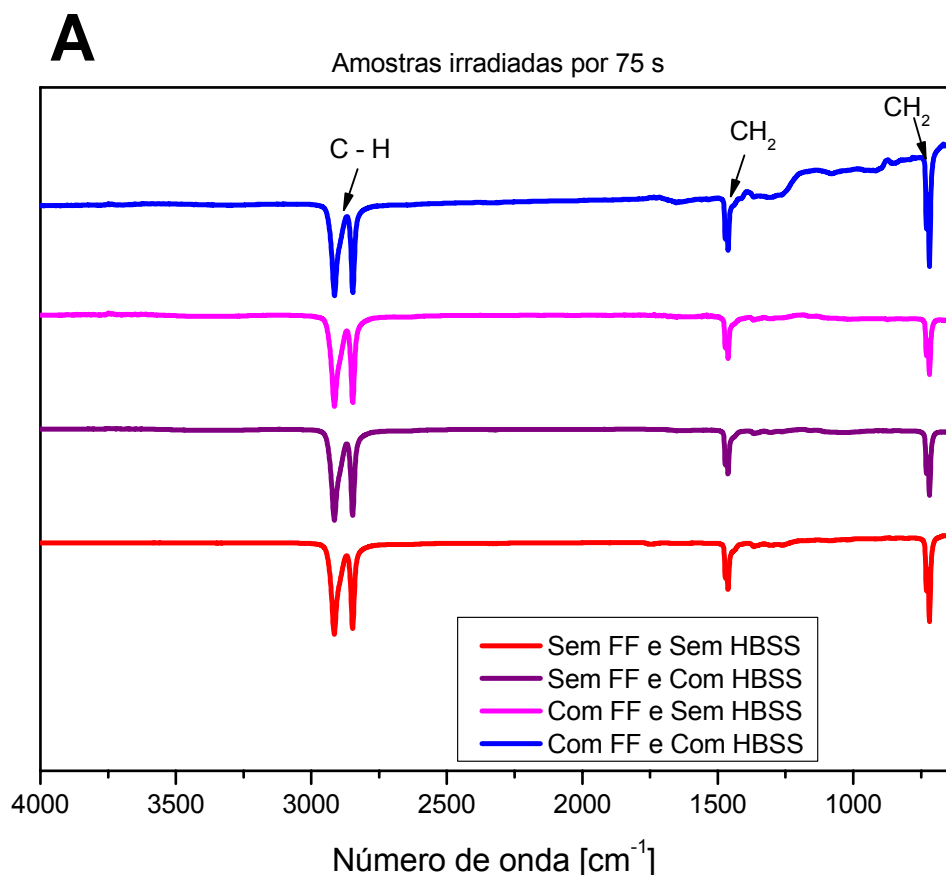 A
Amostras irradiadas por 75 s
CH₂
C - H
CH₂
Sem FF e Sem HBSS
Sem FF e Com HBSS
Com FF e Sem HBSS
Com FF e Com HBSS
4000 3500 3000 2500 2000 1500 1000
Número de onda [cm⁻¹]